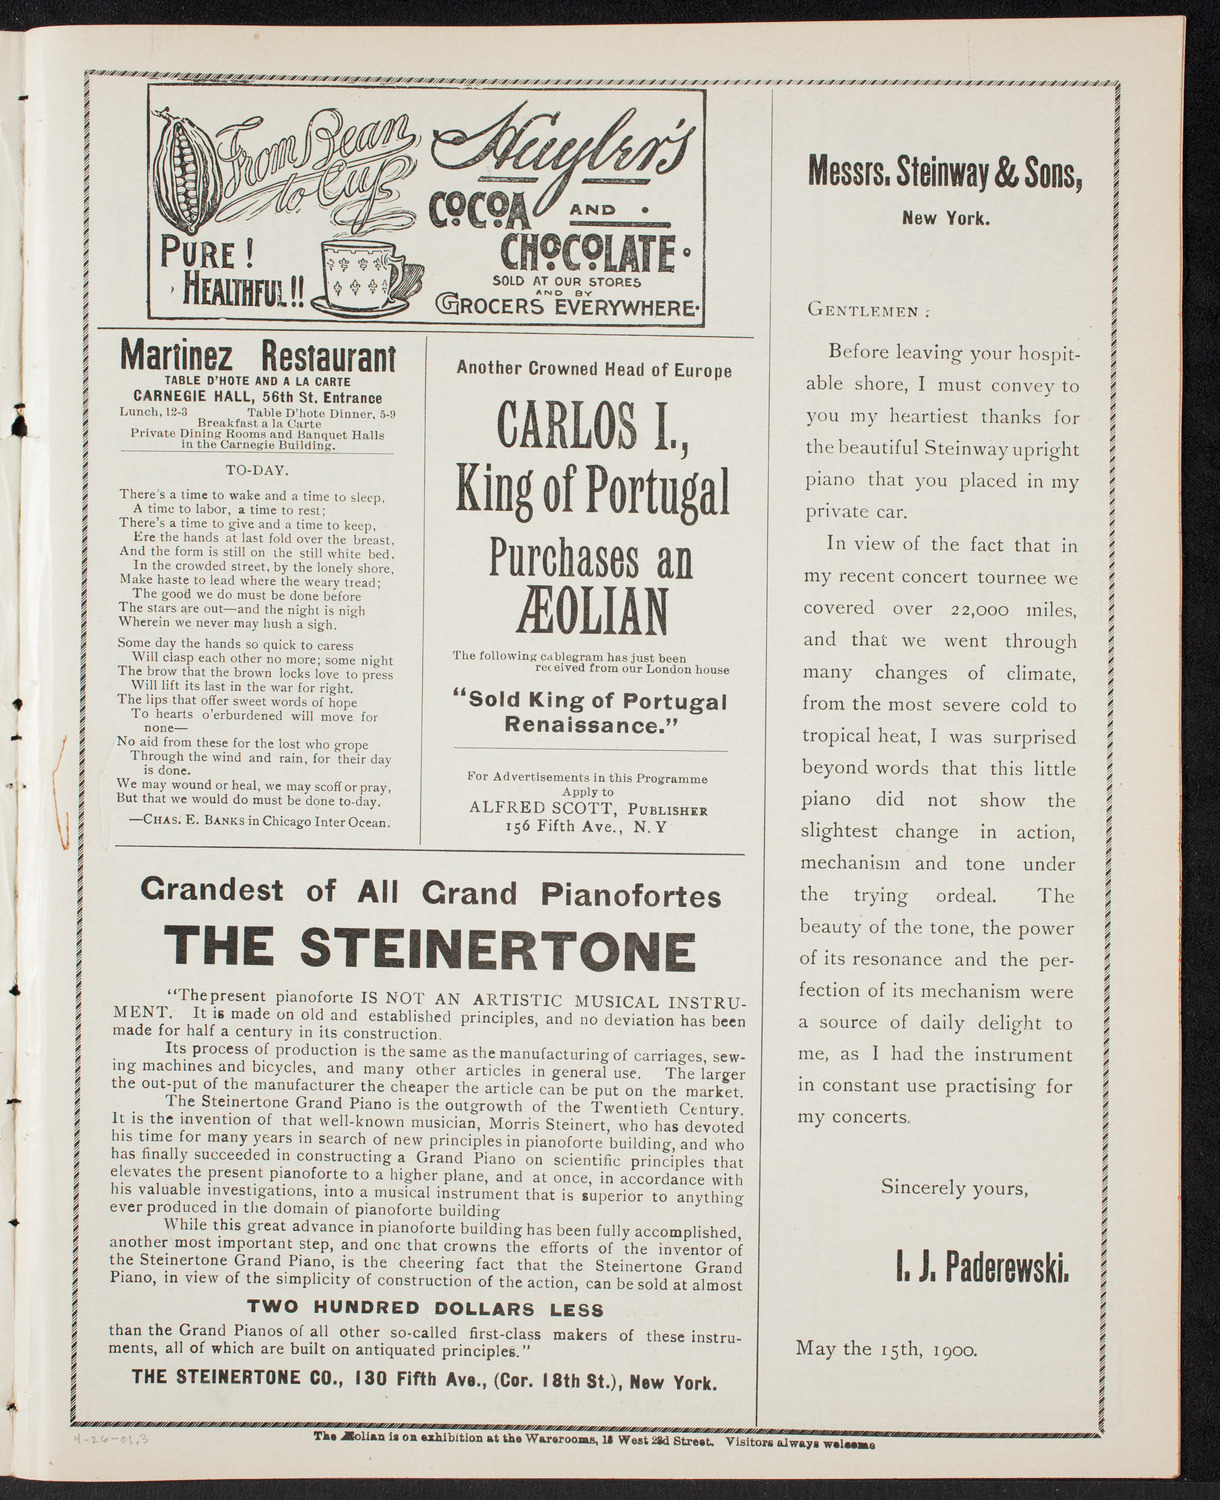 From Bean
to Cup
PURE!
HEALTHFUL!!
Huyler's
COCOA AND
CHOCOLATE
SOLD AT OUR STORES
AND BY
GROCERS EVERYWHERE
Martinez Restaurant
TABLE D'HOTE AND A LA CARTE
CARNEGIE HALL, 56th St. Entrance
Lunch, 12-3 Table D'hote Dinner, 5-9
Breakfast a la Carte
Private Dining Rooms and Banquet Halls
in the Carnegie Building.
TO-DAY.
There's a time to wake and a time to sleep,
A time to labor, a time to rest;
There's a time to give and a time to keep,
Ere the hands at last fold over the breast,
And the form is still on the still white bed.
In the crowded street, by the lonely shore,
Make haste to lead where the weary tread;
The good we do must be done before
The stars are out—and the night is nigh
Wherein we never may hush a sigh.
Some day the hands so quick to caress
Will clasp each other no more; some night
The brow that the brown locks love to press
Will lift its last in the war for right.
The lips that offer sweet words of hope
To hearts o'erburdened will move for
none—
No aid from these for the lost who grope
Through the wind and rain, for their day
is done.
We may wound or heal, we may scoff or pray,
But that we would do must be done to-day.
—CHAS. E. BANKS in Chicago Inter Ocean.
Another Crowned Head of Europe
CARLOS I.,
King of Portugal
Purchases an
ÆOLIAN
The following cablegram has just been
received from our London house
"Sold King of Portugal
Renaissance."
For Advertisements in this Programme
Apply to
ALFRED SCOTT, PUBLISHER
156 Fifth Ave., N. Y
Grandest of All Grand Pianofortes
THE STEINERTONE
"The present pianoforte IS NOT AN ARTISTIC MUSICAL INSTRU-
MENT. It is made on old and established principles, and no deviation has been
made for half a century in its construction.
Its process of production is the same as the manufacturing of carriages, sew-
ing machines and bicycles, and many other articles in general use. The larger
the out-put of the manufacturer the cheaper the article can be put on the market.
The Steinertone Grand Piano is the outgrowth of the Twentieth Century.
It is the invention of that well-known musician, Morris Steinert, who has devoted
his time for many years in search of new principles in pianoforte building, and who
has finally succeeded in constructing a Grand Piano on scientific principles that
elevates the present pianoforte to a higher plane, and at once, in accordance with
his valuable investigations, into a musical instrument that is superior to anything
ever produced in the domain of pianoforte building
While this great advance in pianoforte building has been fully accomplished,
another most important step, and one that crowns the efforts of the inventor of
the Steinertone Grand Piano, is the cheering fact that the Steinertone Grand
Piano, in view of the simplicity of construction of the action, can be sold at almost
TWO HUNDRED DOLLARS LESS
than the Grand Pianos of all other so-called first-class makers of these instru-
ments, all of which are built on antiquated principles."
THE STEINERTONE CO., 130 Fifth Ave., (Cor. 18th St.), New York.
Messrs. Steinway & Sons,
New York.
GENTLEMEN :
Before leaving your hospit-
able shore, I must convey to
you my heartiest thanks for
the beautiful Steinway upright
piano that you placed in my
private car.
In view of the fact that in
my recent concert tournee we
covered over 22,000 miles,
and that we went through
many changes of climate,
from the most severe cold to
tropical heat, I was surprised
beyond words that this little
piano did not show the
slightest change in action,
mechanism and tone under
the trying ordeal. The
beauty of the tone, the power
of its resonance and the per-
fection of its mechanism were
a source of daily delight to
me, as I had the instrument
in constant use practising for
my concerts.
Sincerely yours,
I. J. Paderewski.
May the 15th, 1900.
The Æolian is on exhibition at the Warerooms, 18 West 23d Street. Visitors always welcome
4-26-01.3